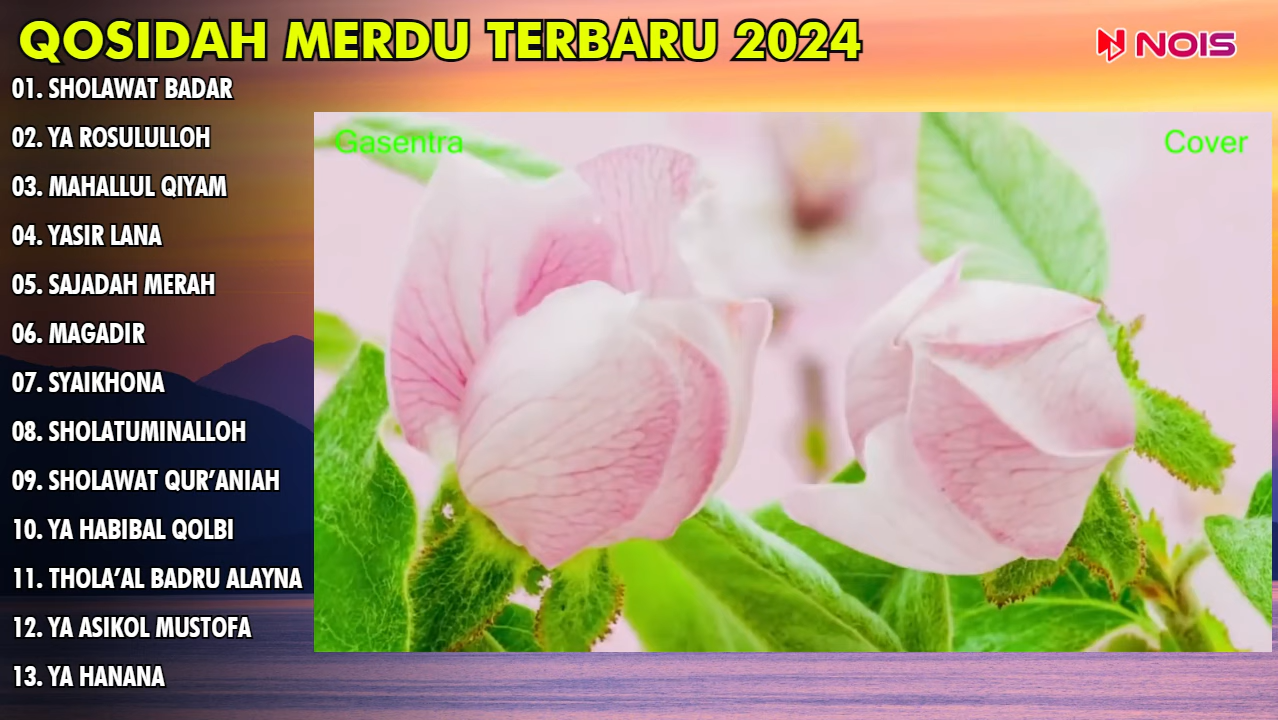 QOSIDAH MERDU TERBARU 2024
NOIS
01. SHOLAWAT BADAR
02. YA ROSULULLOH
03. MAHALLUL QIYAM
04. YASIR LANA
05. SAJADAH MERAH
06. MAGADIR
07. SYAIKHONA
08. SHOLATUMINALLOH
09. SHOLAWAT QUR’ANIAH
10. YA HABIBAL QOLBI
11. THOLA’AL BADRU ALAYNA
12. YA ASIKOL MUSTOFA
13. YA HANANA
Gasentra
Cover